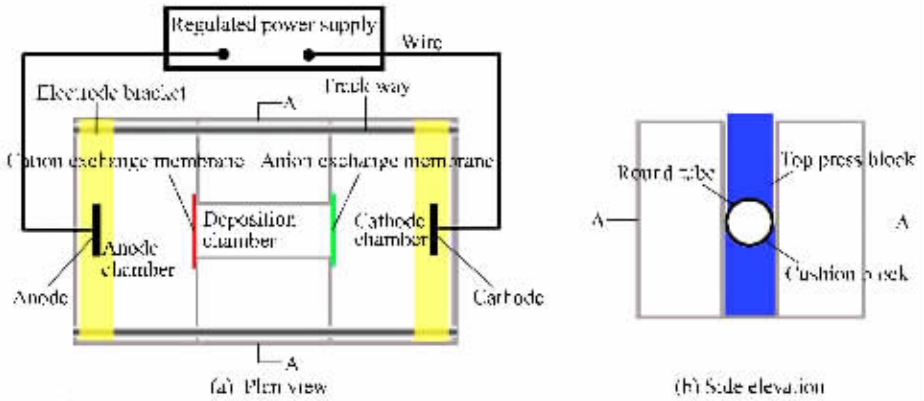 Regulated power supply
Wire
Electrode bracket
A
Track way
Cation exchange membrane
Anion exchange membrane
Deposition
chamber
Cathode
chamber
Anode
chamber
Anode
Cathode
A
(a) Plan view
Round tube
Top press block
A
A
Cushion block
(b) Side elevation